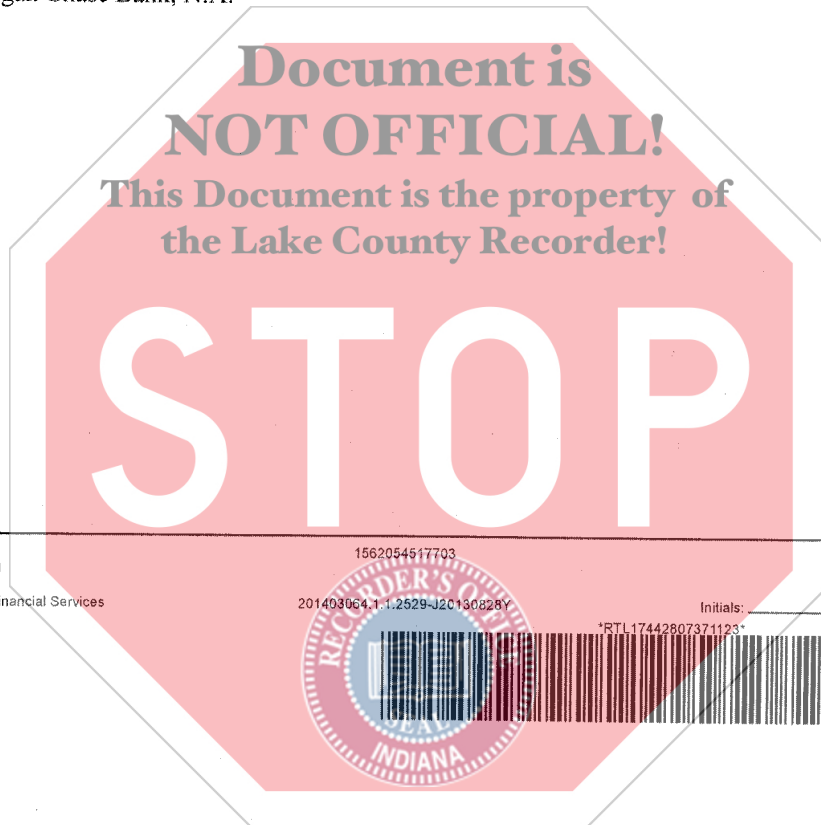 Document is
NOT OFFICIAL!
This Document is the property of
the Lake County Recorder!
STOP
1562054517703
nancial Services
201403064.1.1.2529-J20130828Y
Initials:
*RTL17442807371123*
RECORDER'S OFFICE
SEAL
INDIANA